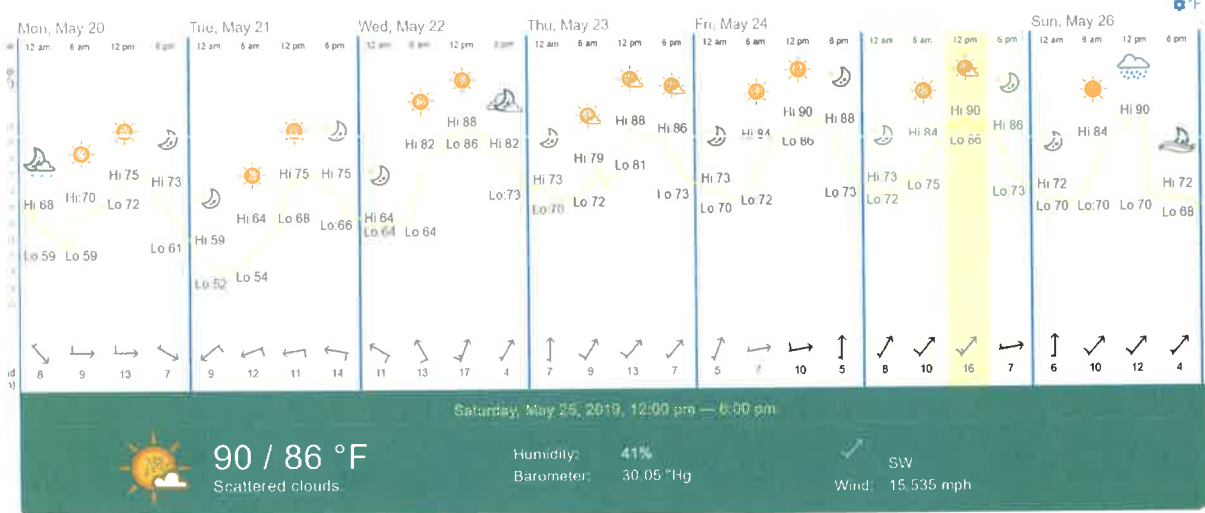 °F
Mon, May 20
Tue, May 21
Wed, May 22
Thu, May 23
Fri, May 24
Sun, May 26
12 am 6 am 12 pm 6 pm 12 am 6 am 12 pm 6 pm 12 am 6 am 12 pm 6 pm 12 am 6 am 12 pm 6 pm 12 am 6 am 12 pm 6 pm 12 am 6 am 12 pm 6 pm 12 am 6 am 12 pm 6 pm
Hi 68 Lo 59
Hi:70 Lo 59
Hi 75 Lo 72
Hi 73 Lo 61
Hi 59 Lo:52
Hi 64 Lo 54
Hi 75 Lo 68
Hi 75 Lo:66
Hi 64 Lo 64
Hi 82 Lo 64
Hi 88 Lo 86
Hi 82 Lo:73
Hi 73 Lo:70
Hi 79 Lo 72
Hi 88 Lo 81
Hi 86 Lo 73
Hi 73 Lo 70
Hi 84 Lo:72
Hi 90 Lo 86
Hi 88 Lo 73
Hi 73 Lo:72
Hi 84 Lo 75
Hi 90 Lo 86
Hi 86 Lo 73
Hi 72 Lo 70
Hi 84 Lo:70
Hi 90 Lo 70
Hi 72 Lo 68
8 9 13 7 9 12 11 14 11 13 17 4 7 9 13 7 5 7 10 5 8 10 16 7 6 10 12 4
Saturday, May 25, 2019, 12:00 pm — 6:00 pm
90 / 86 °F
Scattered clouds.
Humidity: 41%
Barometer: 30.05 "Hg
SW
Wind: 15.535 mph